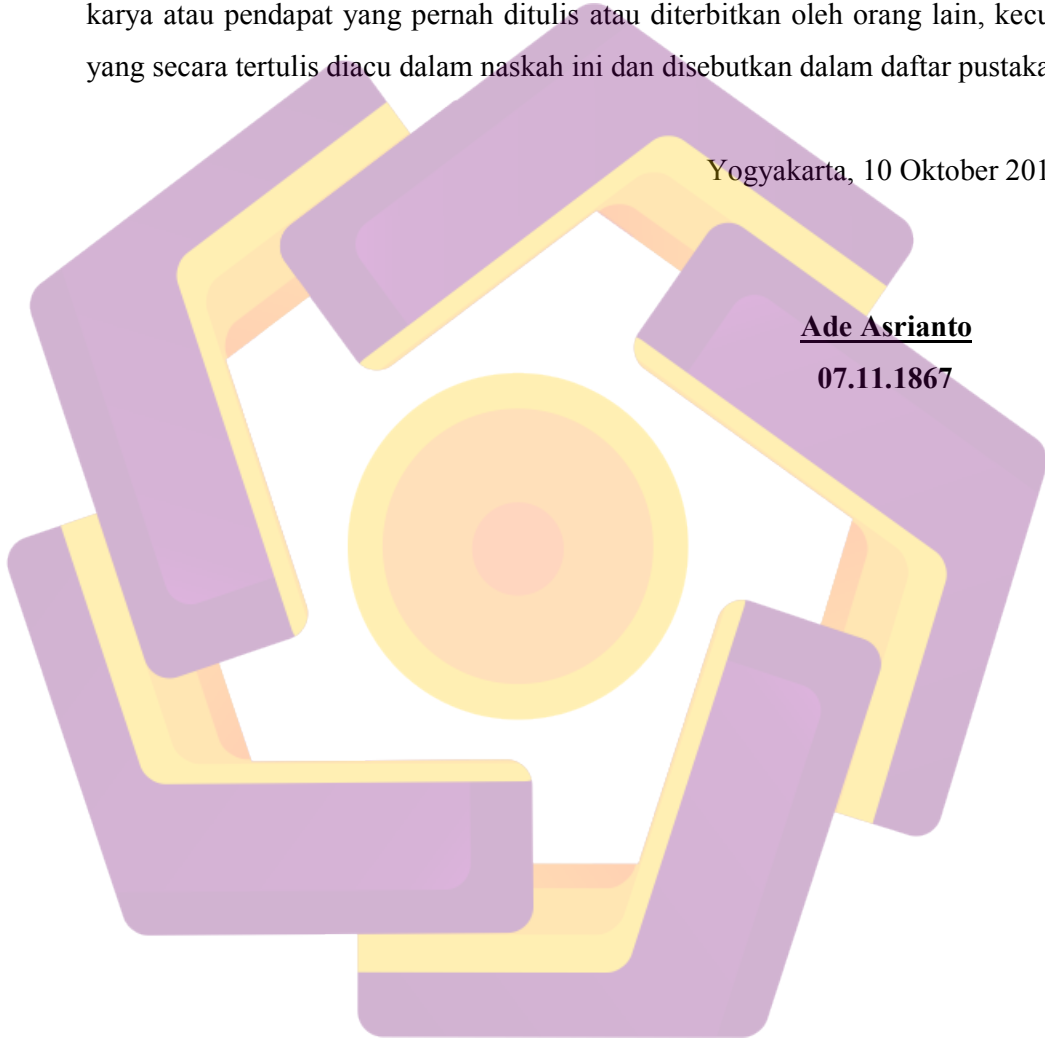 karya atau pendapat yang pernah ditulis atau diterbitkan oleh orang lain,
yang secara tertulis diacu dalam naskah ini dan disebutkan dalam daftar pustaka
Yogyakarta, 10 Oktober 201
Ade Asrianto
07.11.1867